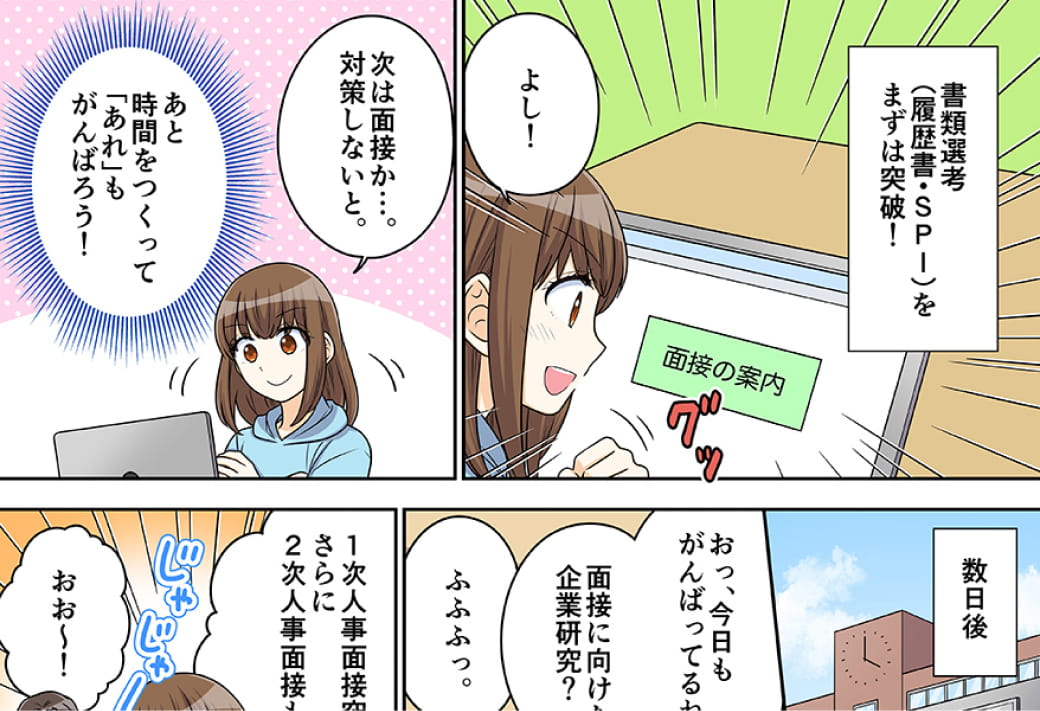 書類選考
（履歴書・SPI）を
まずは突破！
よし！
面接の案内
グッ
次は面接か…。
対策しないと。
あと
時間をつくって
「あれ」も
がんばろう！
数日後
おっ、今日も
がんばってるね
面接に向けた
企業研究？
ふふふっ。
１次人事面接突
さらに
２次人事面接も
じゃじゃ
おお〜！